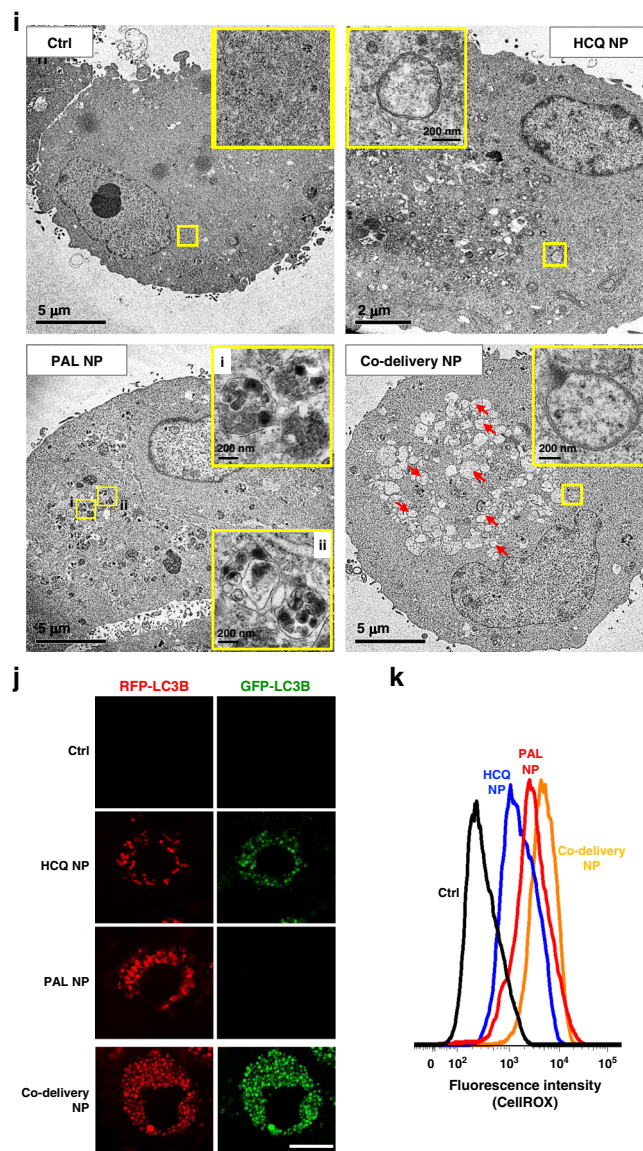 i
Ctrl
5 μm
HCQ NP
200 nm
2 μm
PAL NP
i
200 nm
i
ii
ii
200 nm
5 μm
Co-delivery NP
200 nm
5 μm
j
RFP-LC3B
GFP-LC3B
Ctrl
HCQ NP
PAL NP
Co-delivery
NP
k
PAL
NP
HCQ
NP
Co-delivery
NP
Ctrl
0 10² 10³ 10⁴ 10⁵
Fluorescence intensity
(CellROX)